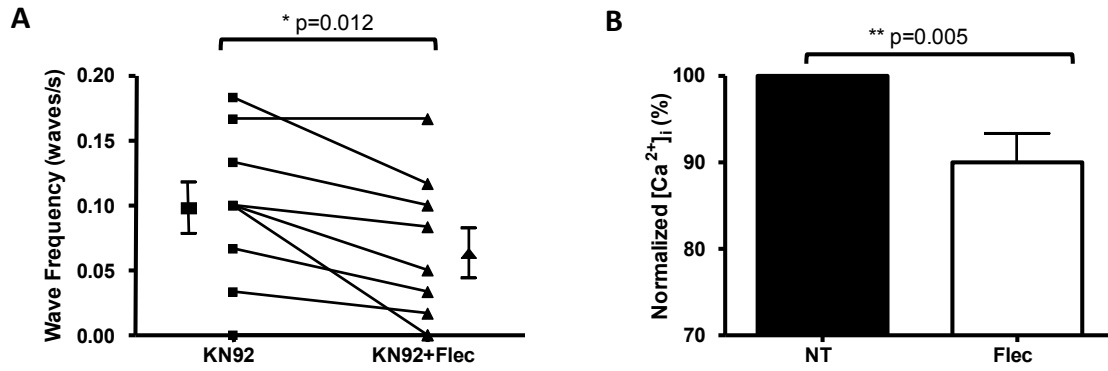 A
* p=0.012
Wave Frequency (waves/s)
0.20
0.15
0.10
0.05
0.00
KN92
KN92+Flec
B
** p=0.005
Normalized [Ca²⁺]ᵢ (%)
100
90
80
70
NT
Flec